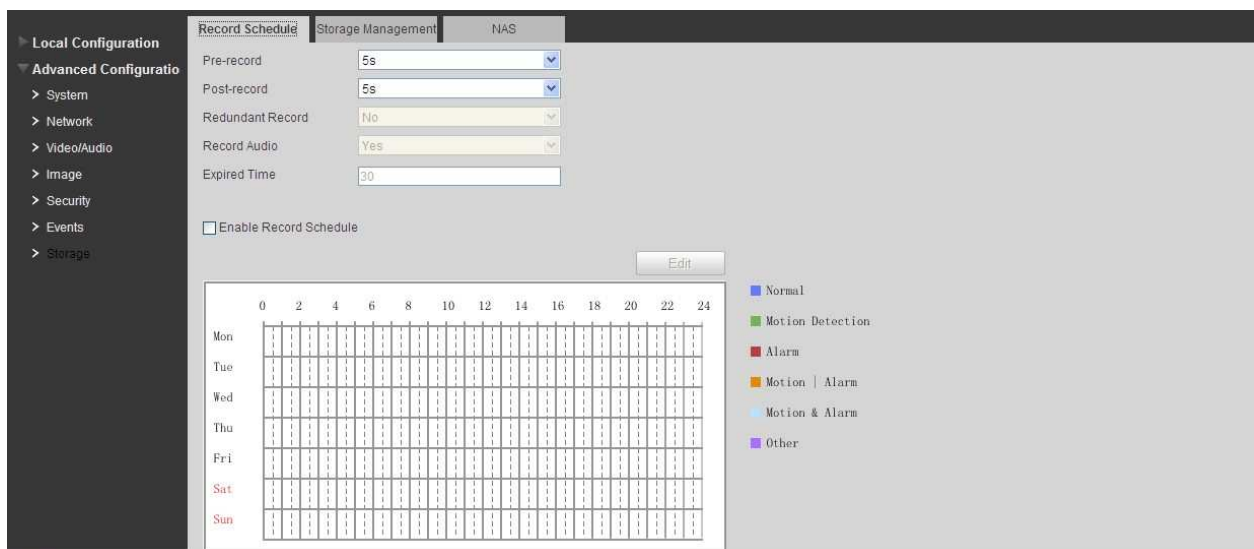 Record Schedule Storage Management NAS
Local Configuration
Advanced Configuratio
> System
> Network
> Video/Audio
> Image
> Security
> Events
> Storage
Pre-record 5s
Post-record 5s
Redundant Record No
Record Audio Yes
Expired Time 30
Enable Record Schedule
Edit
0 2 4 6 8 10 12 14 16 18 20 22 24
Mon
Tue
Wed
Thu
Fri
Sat
Sun
Normal
Motion Detection
Alarm
Motion | Alarm
Motion & Alarm
Other